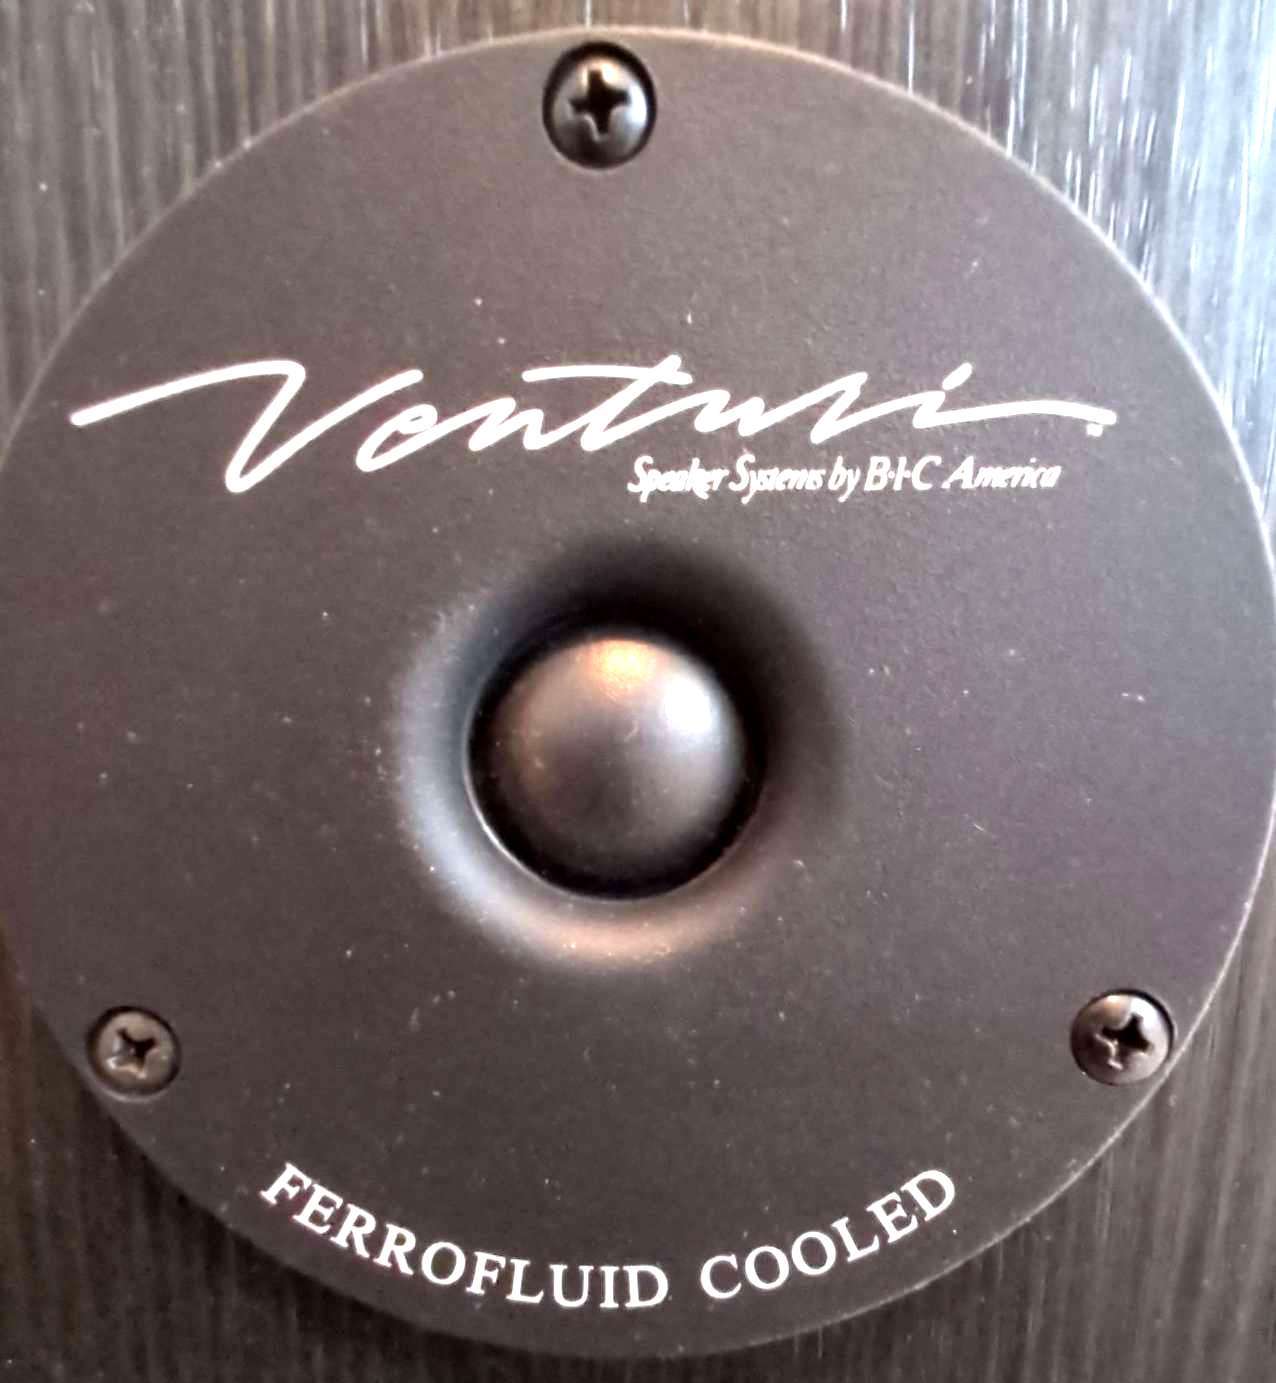 Venturi
Speaker Systems by B·I·C America
FERROFLUID COOLED